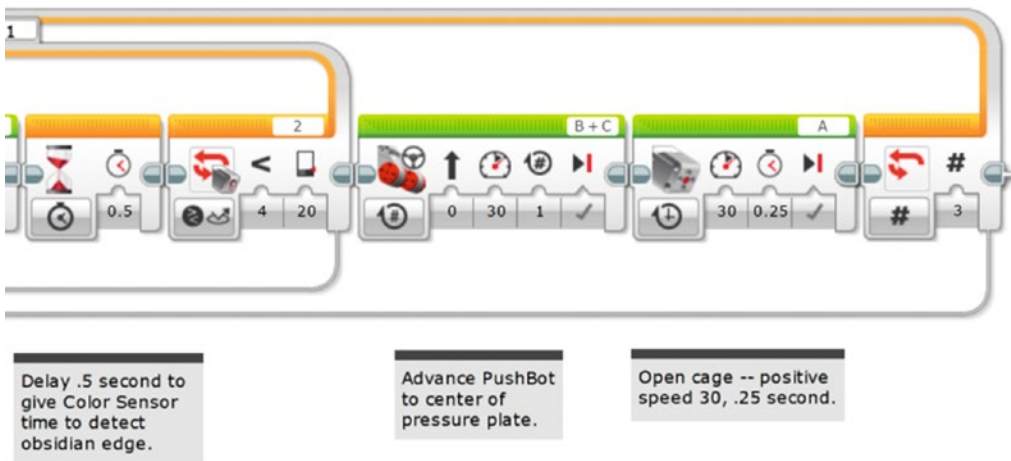 1
2
B + C
A
#
#
#
0.5
4
20
0
30
1
30
0.25
#
3
Delay .5 second to
give Color Sensor
time to detect
obsidian edge.
Advance PushBot
to center of
pressure plate.
Open cage -- positive
speed 30, .25 second.